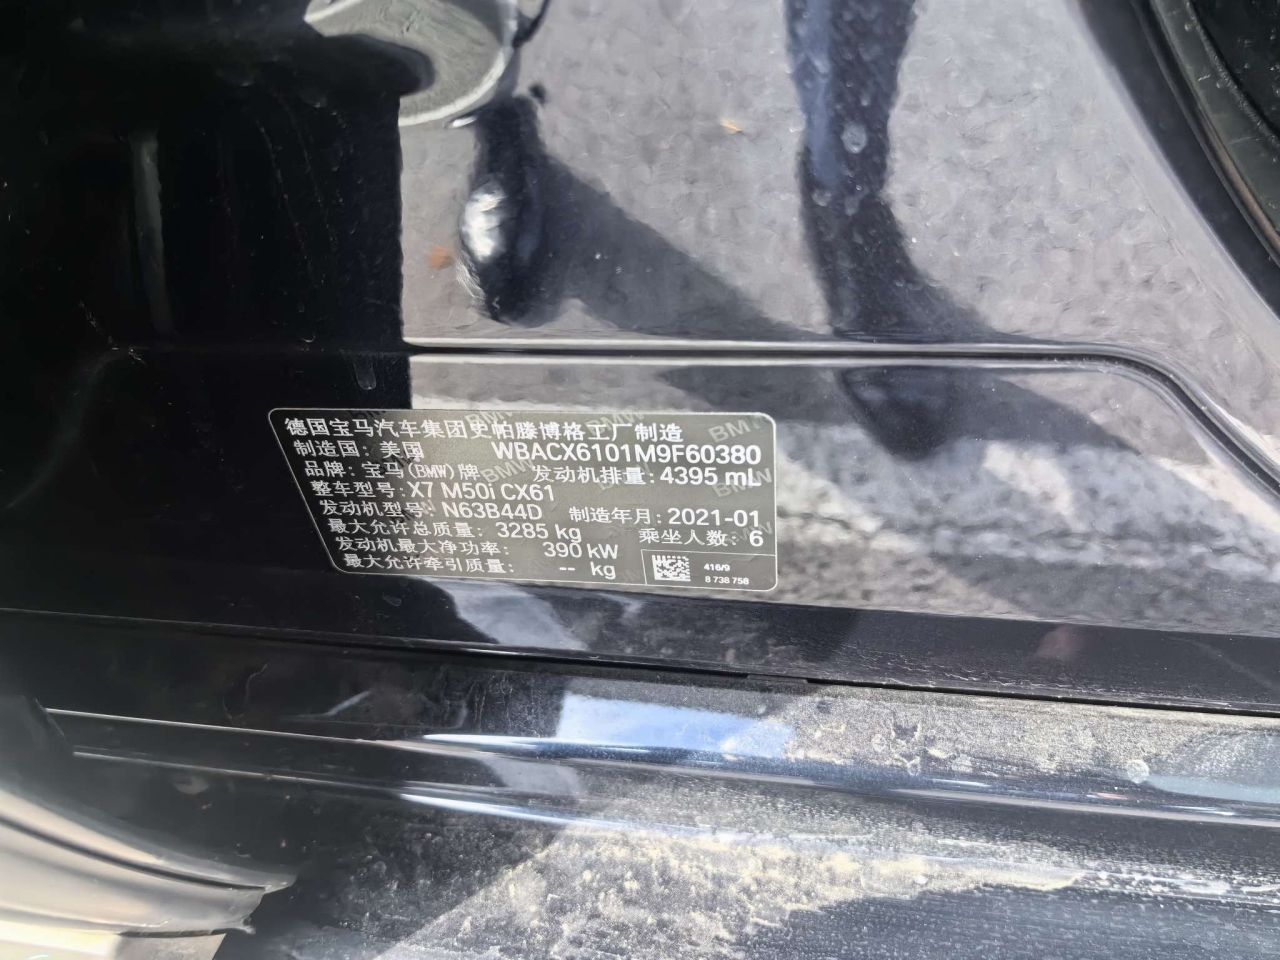 德国宝马汽车集团史帕滕博格工厂制造
制造国: 美国 WBACX6101M9F60380
品牌: 宝马(BMW)牌 发动机排量: 4395 mL
整车型号: X7 M50i CX61
发动机型号: N63B44D 制造年月: 2021-01
最大允许总质量: 3285 kg 乘坐人数: 6
发动机最大净功率: 390 kW
最大允许牵引质量: -- kg
416/9
8 738 758